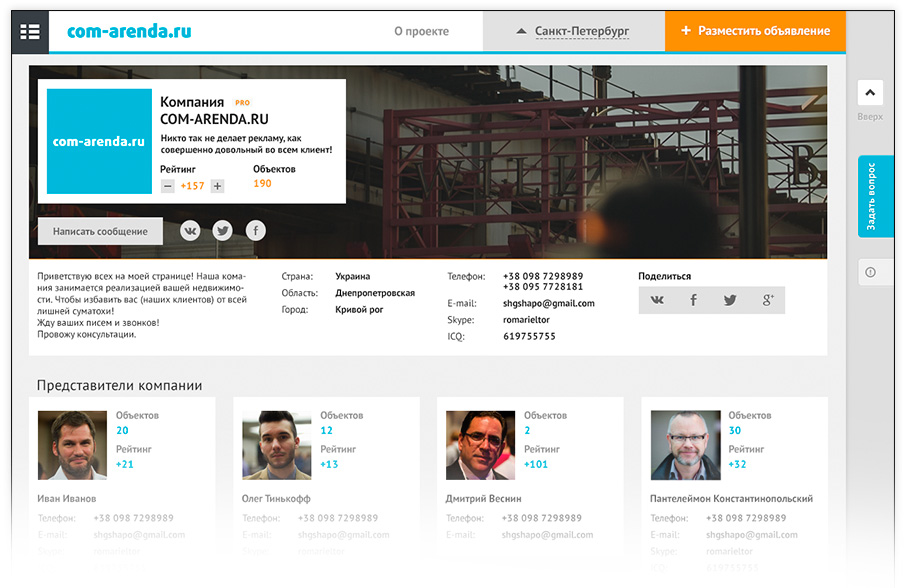 com-arenda.ru
О проекте
Санкт-Петербург
+ Разместить объявление
com-arenda.ru
Компания PRO
COM-ARENDA.RU
Никто так не делает рекламу, как
совершенно довольный во всем клиент!
Рейтинг
Объектов
+157
190
Написать сообщение
Вверх
Задать вопрос
Приветствую всех на моей странице! Наша ком-
ния занимается реализацией вашей недвижимо-
сти. Чтобы избавить вас (наших клиентов) от всей
лишней суматохи!
Жду ваших писем и звонков!
Провожу консультации.
Страна: Украина
Область: Днепропетровская
Город: Кривой рог
Телефон: +38 098 7298989
+38 095 7728181
E-mail: shgshapo@gmail.com
Skype: romarieltor
ICQ: 619755755
Поделиться
Представители компании
Объектов
20
Рейтинг
+21
Иван Иванов
Телефон: +38 098 7298989
E-mail: shgshapo@gmail.com
Skype: romarieltor
Объектов
12
Рейтинг
+13
Олег Тинькофф
Телефон: +38 098 7298989
E-mail: shgshapo@gmail.com
Skype: romarieltor
Объектов
2
Рейтинг
+101
Дмитрий Веснин
Телефон: +38 098 7298989
E-mail: shgshapo@gmail.com
Объектов
30
Рейтинг
+32
Пантелеймон Константинопольский
Телефон: +38 098 7298989
E-mail: shgshapo@gmail.com
Skype: romarieltor
ICQ: 619755755